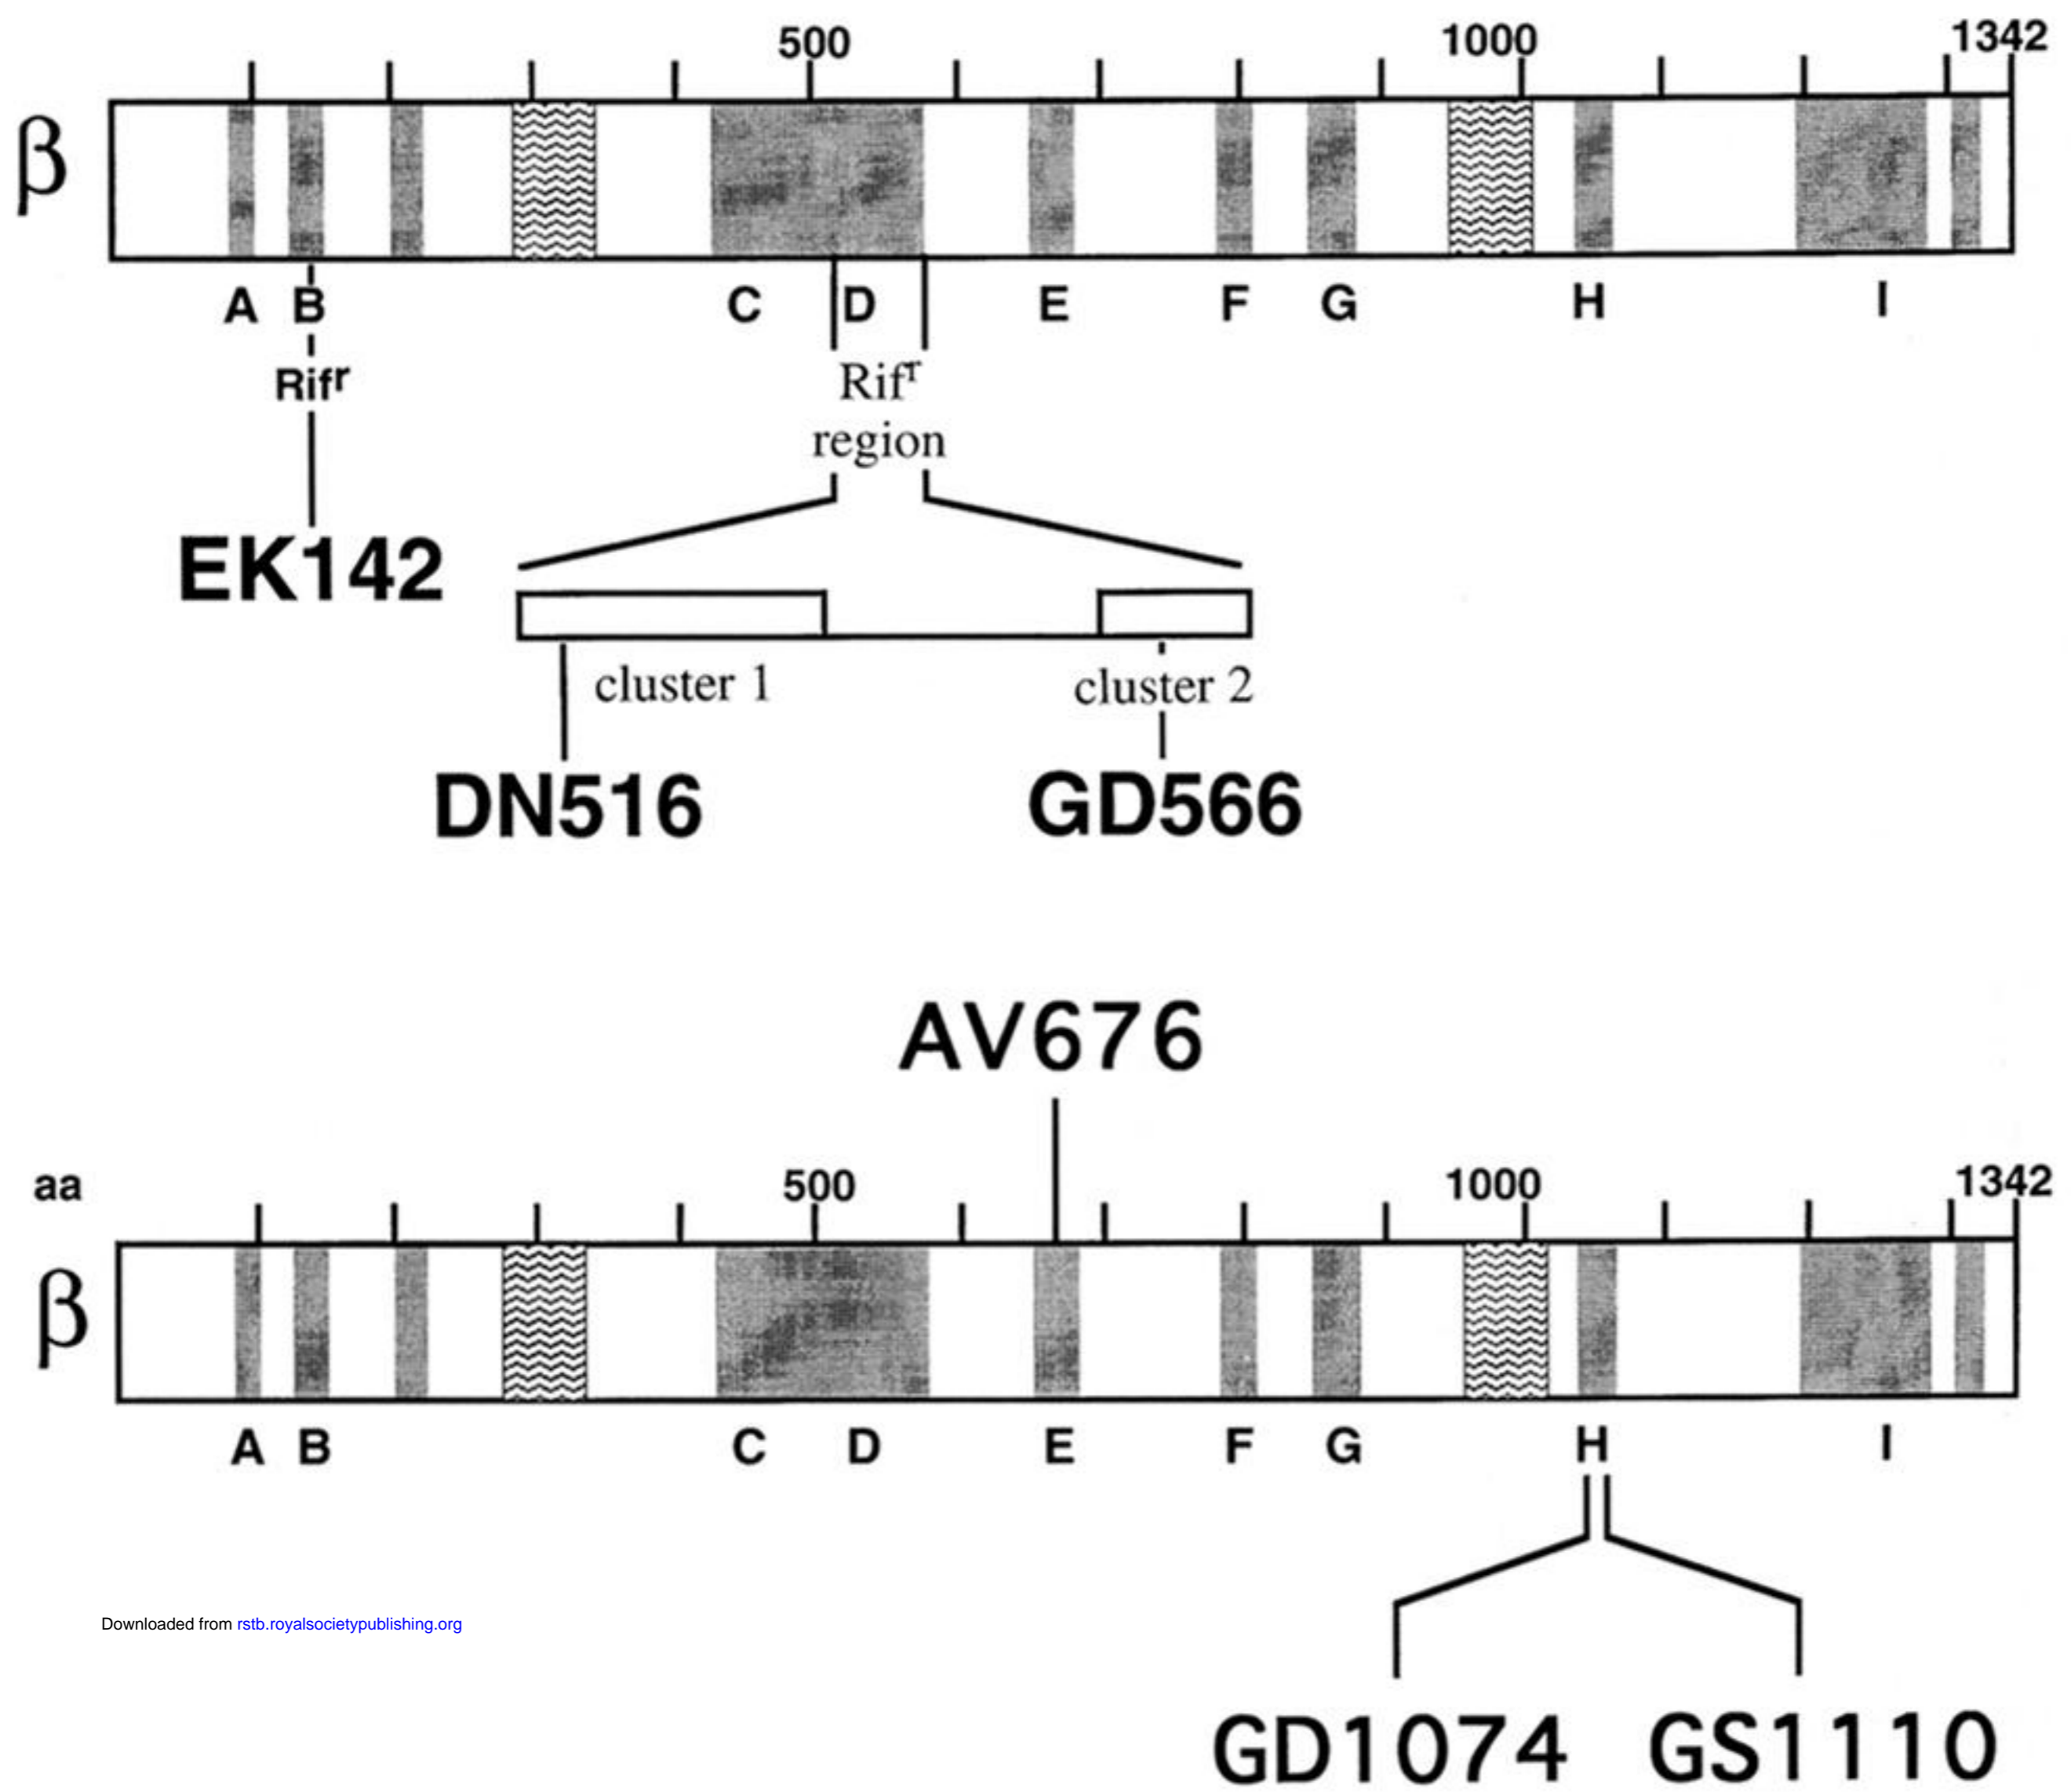 500 1000 1342
β
A B C D E F G H I
Rifʳ Rifʳ
region
EK142
cluster 1 cluster 2
DN516 GD566
AV676
aa 500 1000 1342
β
A B C D E F G H I
Downloaded from rstb.royalsocietypublishing.org
GD1074 GS1110